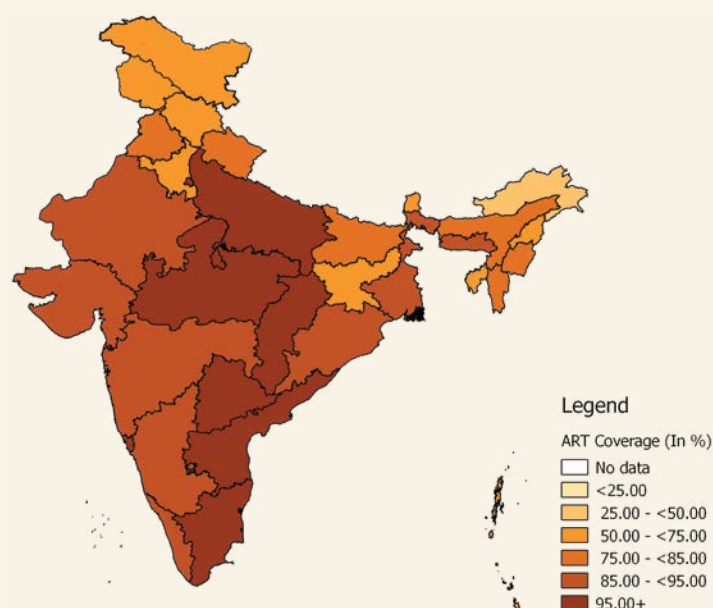 Legend
ART Coverage (In %)
No data
<25.00
25.00 - <50.00
50.00 - <75.00
75.00 - <85.00
85.00 - <95.00
95.00+